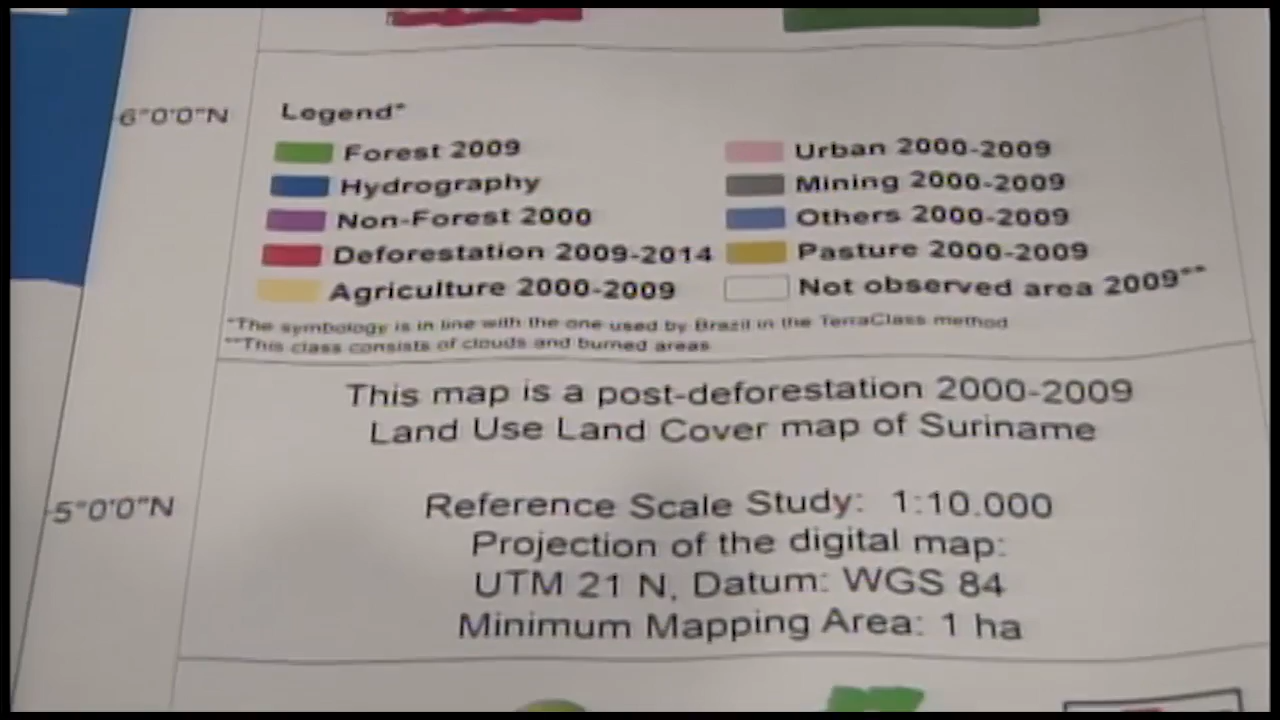 6°0'0"N
Legend*
Forest 2009
Hydrography
Non-Forest 2000
Deforestation 2009-2014
Agriculture 2000-2009
Urban 2000-2009
Mining 2000-2009
Others 2000-2009
Pasture 2000-2009
Not observed area 2009**
*The symbology is in line with the one used by Brazil in the TerraClass method
**This class consists of clouds and burned areas
This map is a post-deforestation 2000-2009
Land Use Land Cover map of Suriname
5°0'0"N
Reference Scale Study: 1:10.000
Projection of the digital map:
UTM 21 N, Datum: WGS 84
Minimum Mapping Area: 1 ha